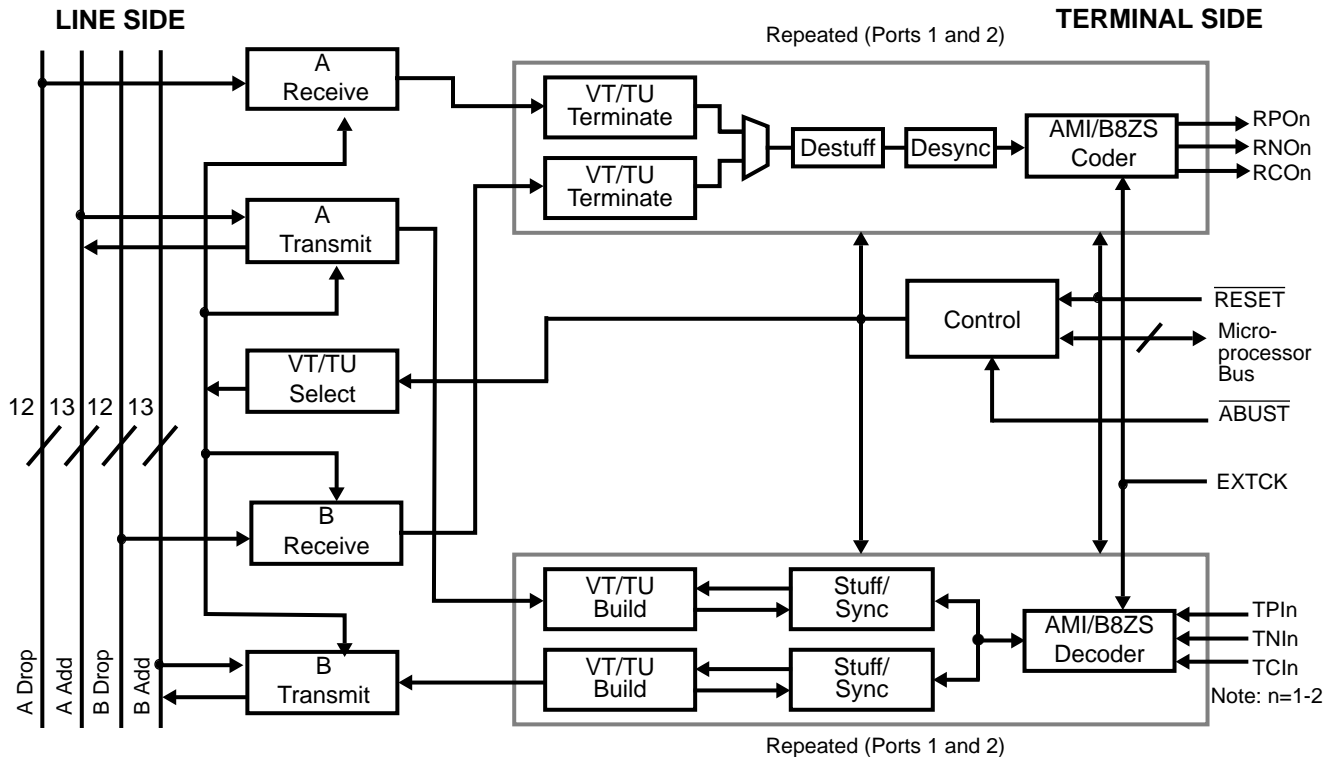 LINE SIDE
TERMINAL SIDE
Repeated (Ports 1 and 2)
A
Receive
VT/TU
Terminate
VT/TU
Terminate
Destuff
Desync
AMI/B8ZS
Coder
RPOn
RNOn
RCOn
A
Transmit
Control
RESET
Micro-
processor
Bus
VT/TU
Select
ABUST
12 13 12 13
EXTCK
B
Receive
VT/TU
Build
Stuff/
Sync
AMI/B8ZS
Decoder
TPIn
TNIn
TCIn
Note: n=1-2
A Drop
A Add
B Drop
B Add
B
Transmit
VT/TU
Build
Stuff/
Sync
Repeated (Ports 1 and 2)